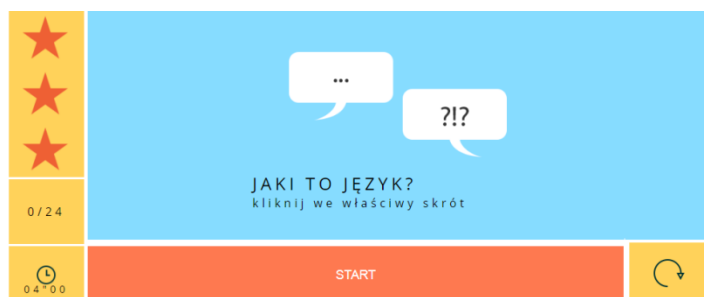 ...
?!?
JAKI TO JĘZYK?
kliknij we właściwy skrót
0/24
04"00
START